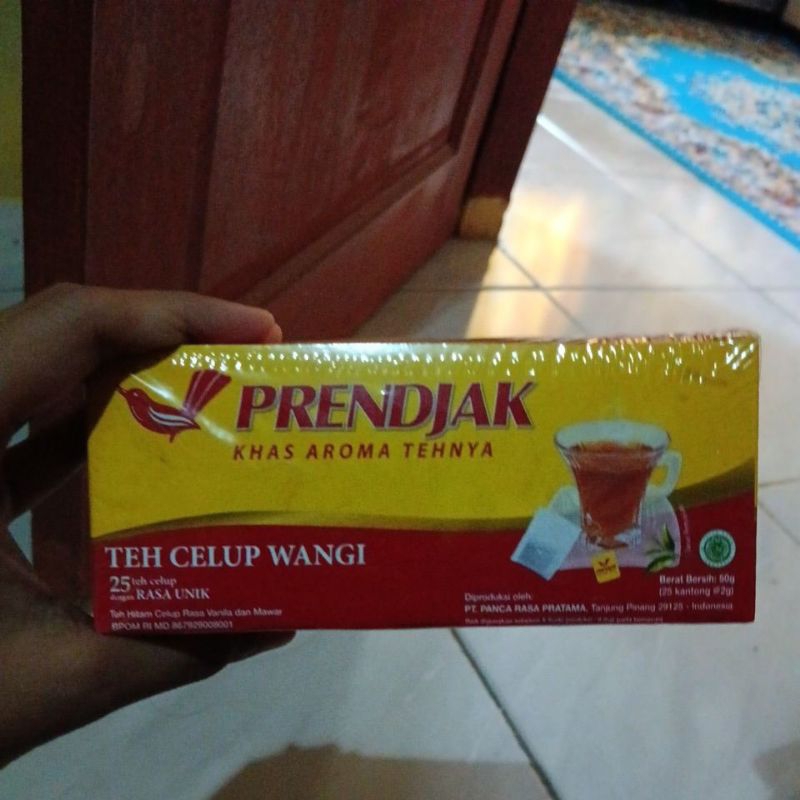 PRENDJAK
KHAS AROMA TEHNYA
TEH CELUP WANGI
25 teh celup
dengan RASA UNIK
Teh Hitam Celup Rasa Vanila dan Mawar
BPOM RI MD 867929008001
Diproduksi oleh:
PT. PANCA RASA PRATAMA, Tanjung Pinang 29125 - Indonesia
Berat Bersih: 50g
(25 kantong @2g)